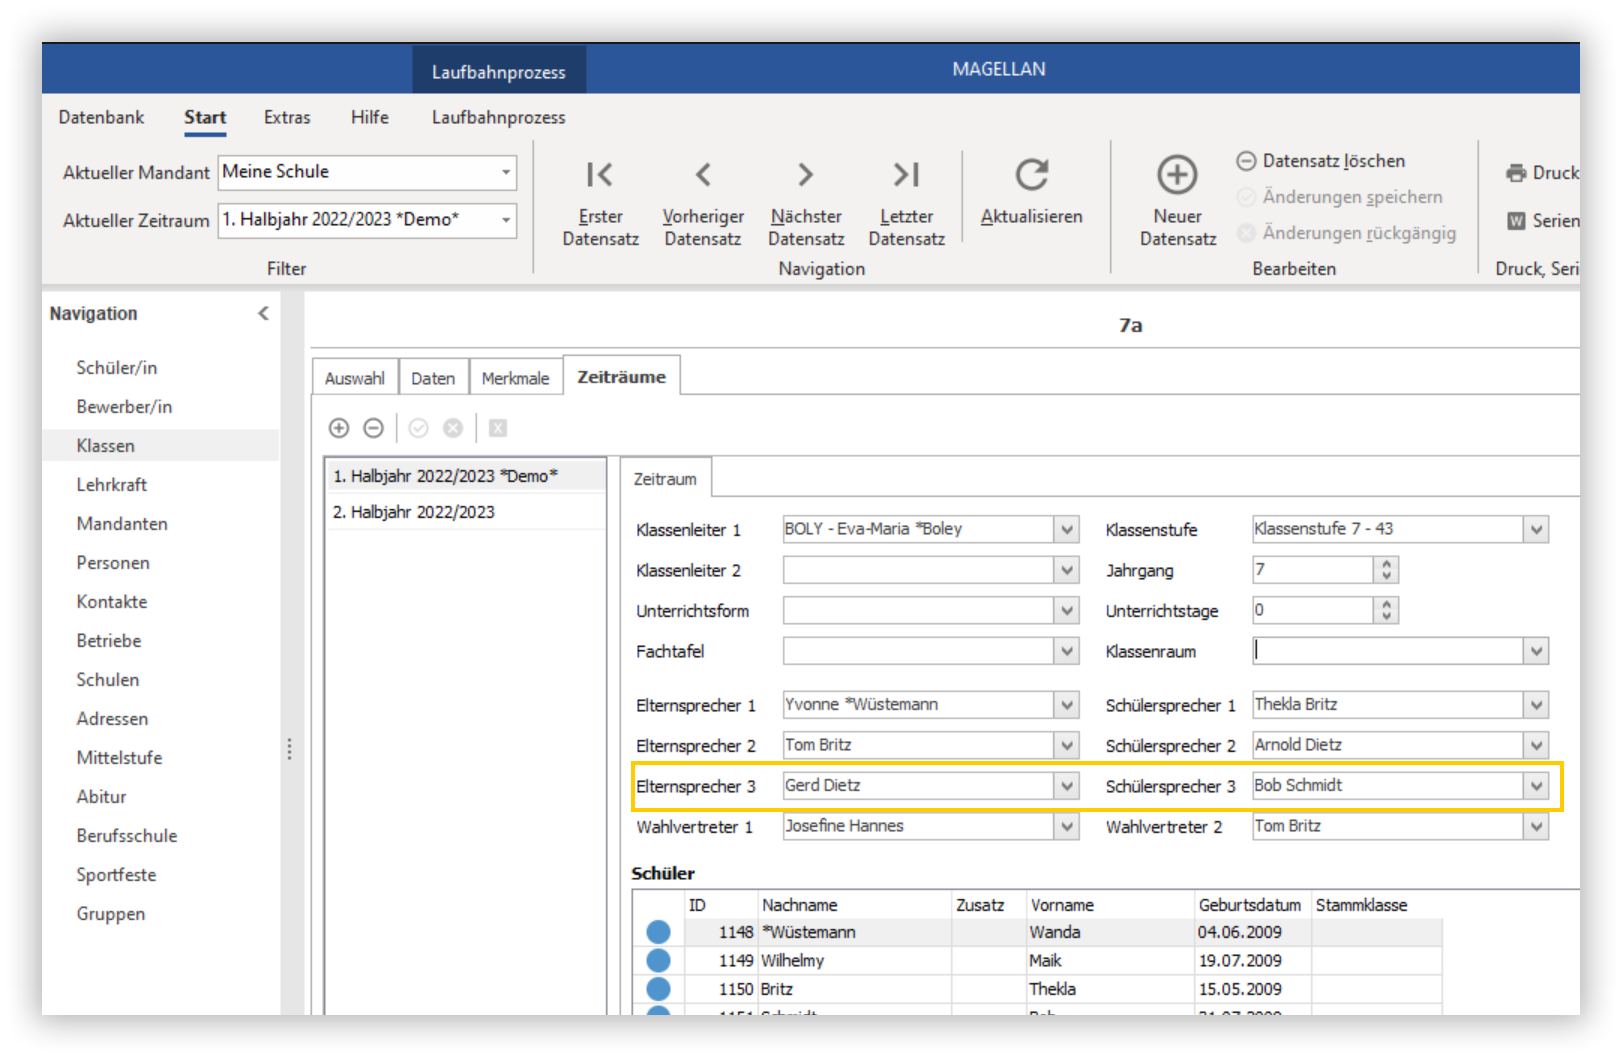 Laufbahnprozess MAGELLAN
Datenbank Start Extras Hilfe Laufbahnprozess
Aktueller Mandant Meine Schule
Aktueller Zeitraum 1. Halbjahr 2022/2023 *Demo*
Filter
Erster Datensatz
Vorheriger Datensatz
Nächster Datensatz
Letzter Datensatz
Aktualisieren
Navigation
Neuer Datensatz
Datensatz löschen
Änderungen speichern
Änderungen rückgängig
Bearbeiten
Druck
W Serien
Druck, Seri
Navigation
Schüler/in
Bewerber/in
Klassen
Lehrkraft
Mandanten
Personen
Kontakte
Betriebe
Schulen
Adressen
Mittelstufe
Abitur
Berufsschule
Sportfeste
Gruppen
7a
Auswahl Daten Merkmale Zeiträume
1. Halbjahr 2022/2023 *Demo*
2. Halbjahr 2022/2023
Zeitraum
Klassenleiter 1 BOLY - Eva-Maria *Boley Klassenstufe Klassenstufe 7 - 43
Klassenleiter 2 Jahrgang 7
Unterrichtsform Unterrichtstage 0
Fachtafel Klassenraum
Elternsprecher 1 Yvonne *Wüstemann Schülersprecher 1 Thekla Britz
Elternsprecher 2 Tom Britz Schülersprecher 2 Arnold Dietz
Elternsprecher 3 Gerd Dietz Schülersprecher 3 Bob Schmidt
Wahlvertreter 1 Josefine Hannes Wahlvertreter 2 Tom Britz
Schüler
ID Nachname Zusatz Vorname Geburtsdatum Stammklasse
1148 *Wüstemann Wanda 04.06.2009
1149 Wilhelmy Maik 19.07.2009
1150 Britz Thekla 15.05.2009